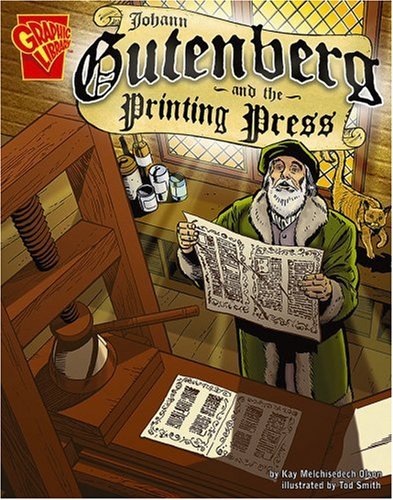 GRAPHIC LIBRARY
Johann
Gutenberg
and the
Printing Press
by Kay Melchisedech Olson
illustrated by Tod Smith